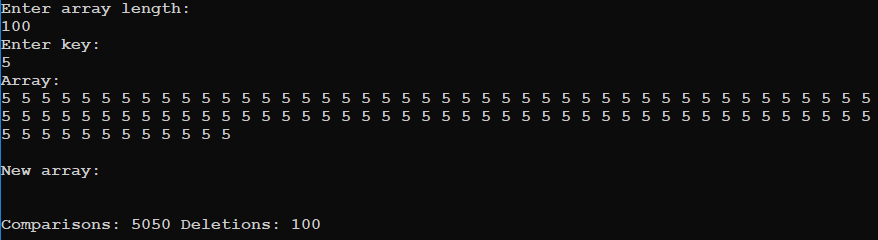 Enter array length:
100
Enter key:
5
Array:
5 5 5 5 5 5 5 5 5 5 5 5 5 5 5 5 5 5 5 5 5 5 5 5 5 5 5 5 5 5 5 5 5 5 5 5 5 5 5 5 5 5 5 5
5 5 5 5 5 5 5 5 5 5 5 5 5 5 5 5 5 5 5 5 5 5 5 5 5 5 5 5 5 5 5 5 5 5 5 5 5 5 5 5 5 5 5 5
5 5 5 5 5 5 5 5 5 5 5 5
New array:
Comparisons: 5050 Deletions: 100